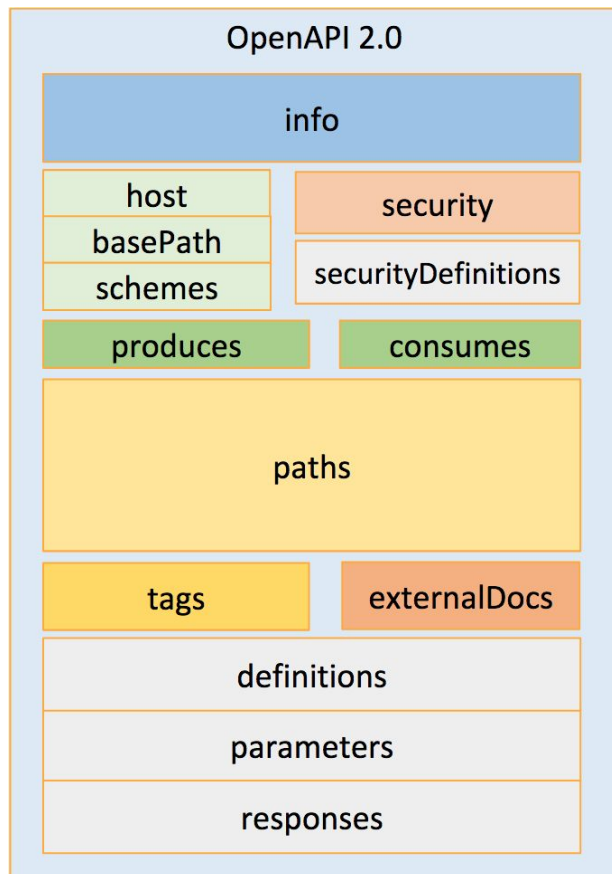 OpenAPI 2.0
info
host
basePath
schemes
security
securityDefinitions
produces
consumes
paths
tags
externalDocs
definitions
parameters
responses